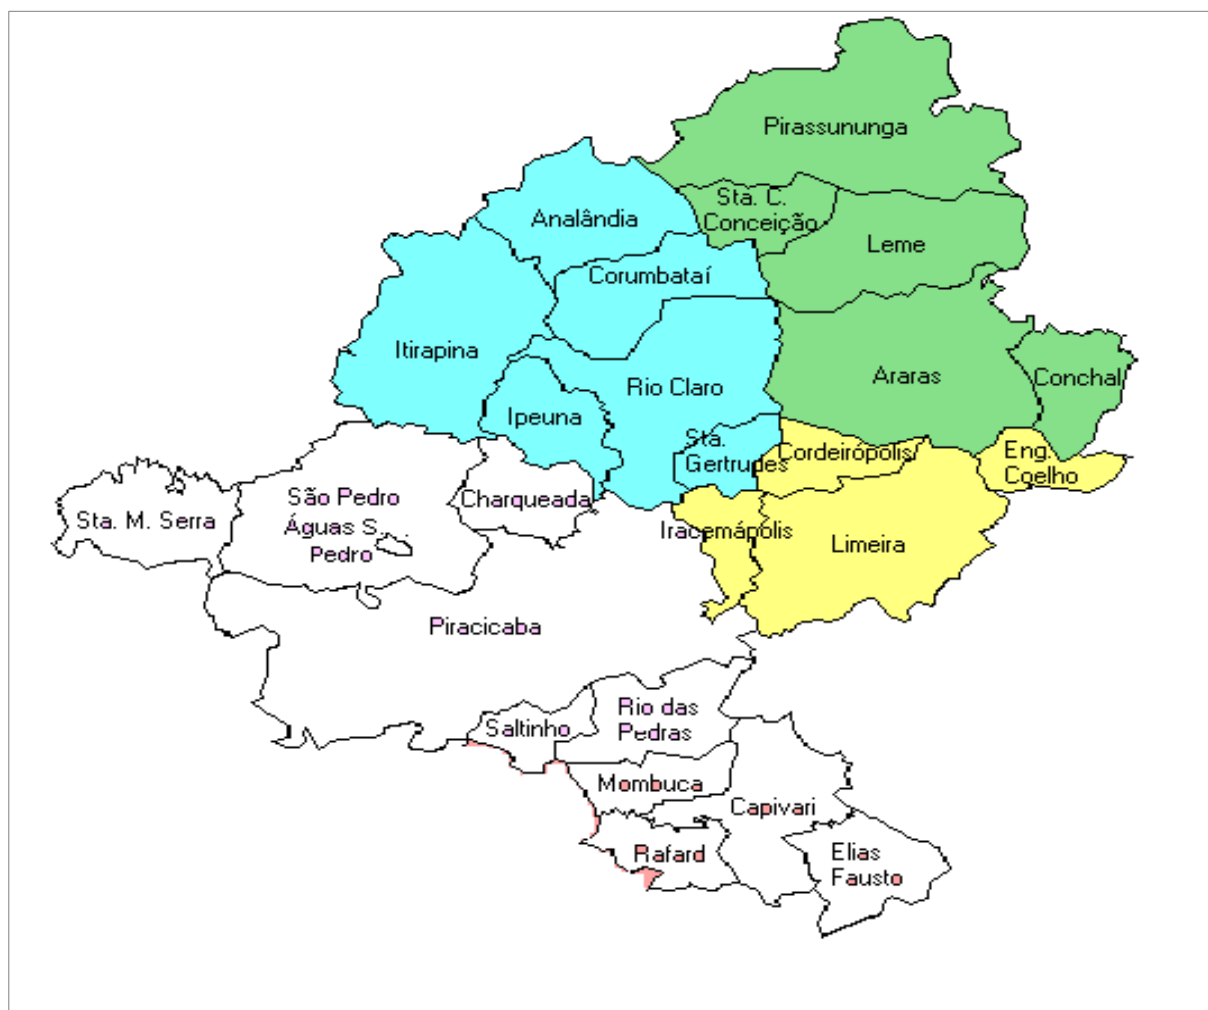 Pirassununga
Sta. C.
Conceição
Analândia
Leme
Corumbataí
Itirapina
Rio Claro
Araras
Conchal
Ipeuna
Sta.
Gertrudes
Cordeirópolis
Eng.
Coelho
Charqueada
São Pedro
Águas S.
Pedro
Sta. M. Serra
Iracemápolis
Limeira
Piracicaba
Saltinho
Rio das
Pedras
Mombuca
Capivari
Rafard
Elias
Fausto